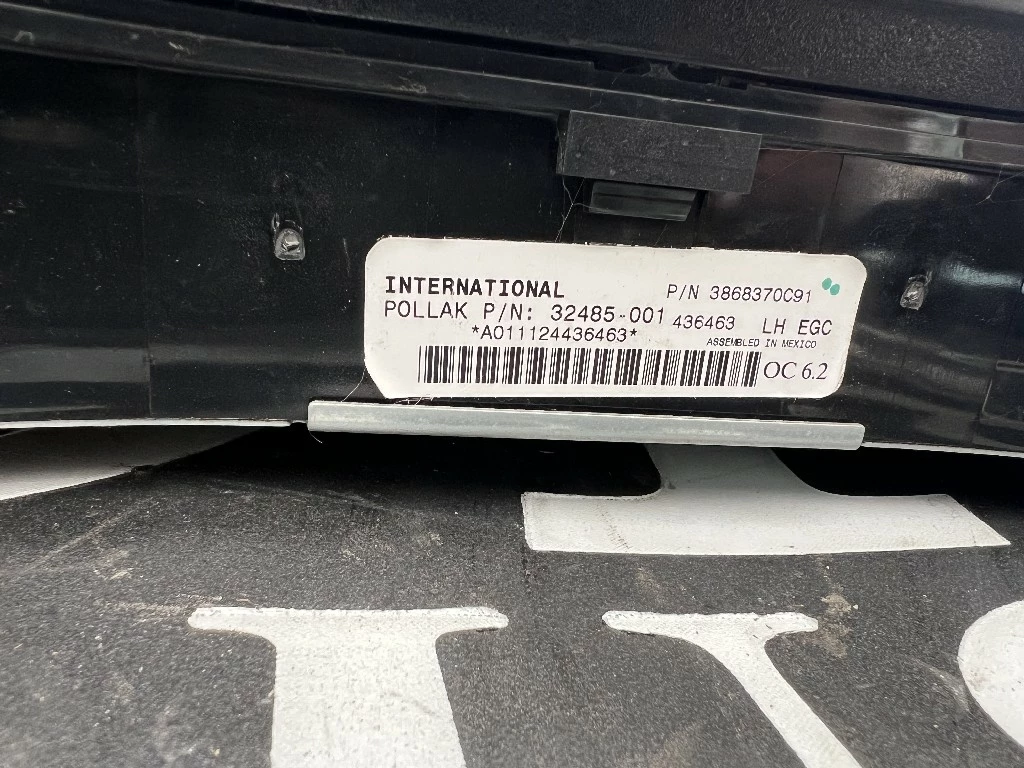 INTERNATIONAL P/N 3868370C91
POLLAK P/N: 32485-001 436463 LH EGC
*A011124436463* ASSEMBLED IN MEXICO
OC 6.2